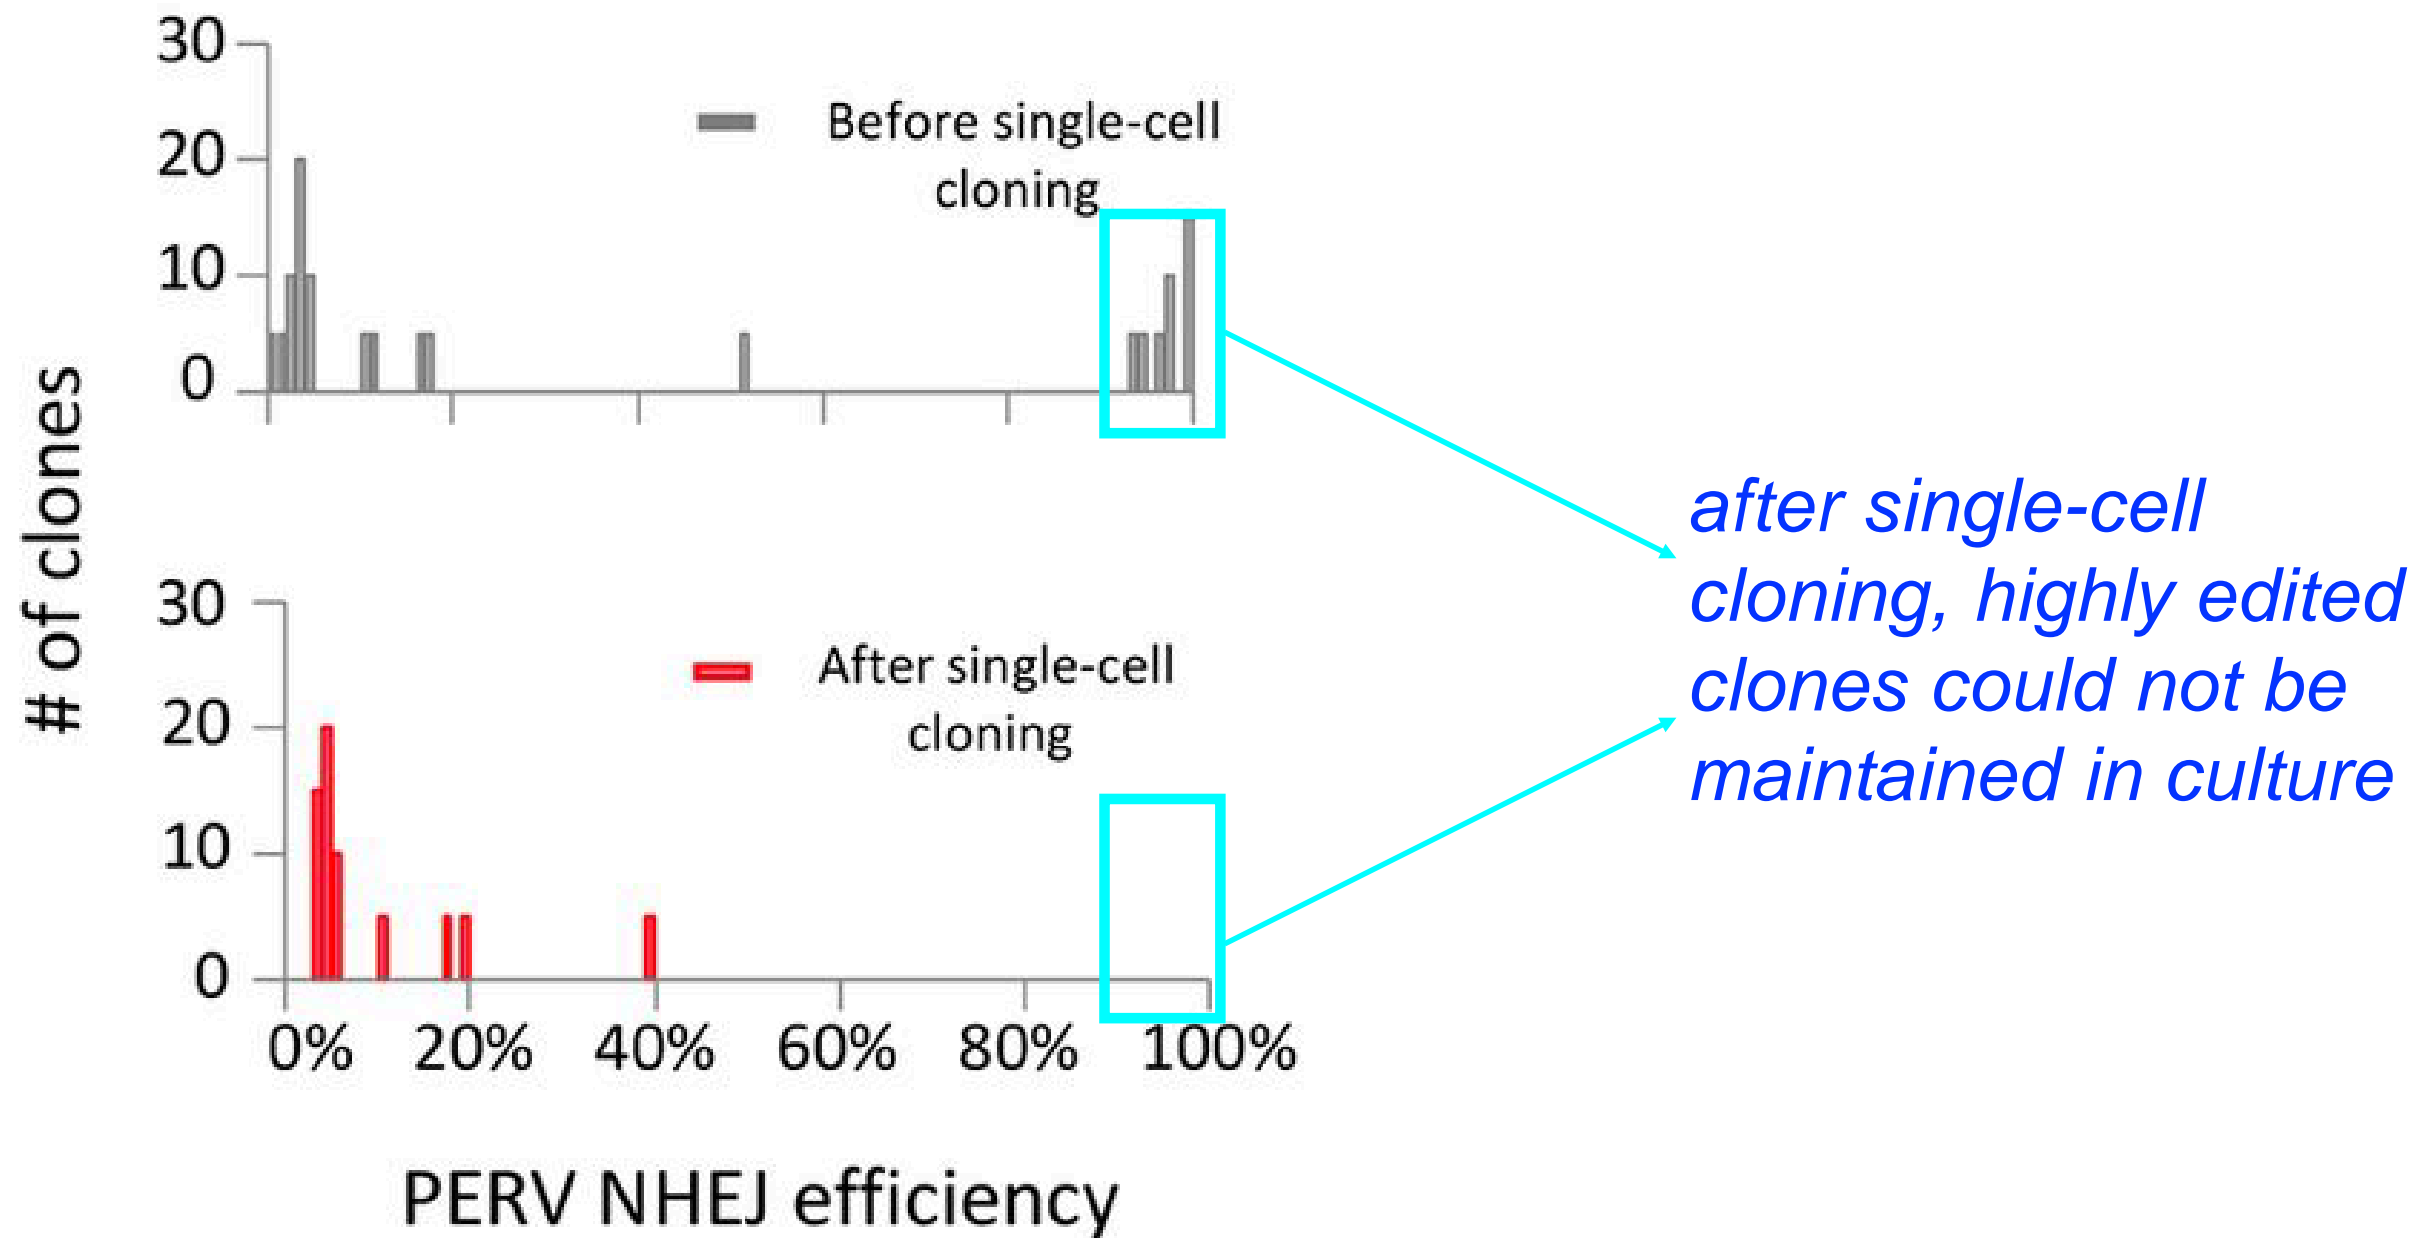 # of clones
30
20
10
0
Before single-cell
cloning
30
20
10
0
After single-cell
cloning
0% 20% 40% 60% 80% 100%
PERV NHEJ efficiency
after single-cell
cloning, highly edited
clones could not be
maintained in culture